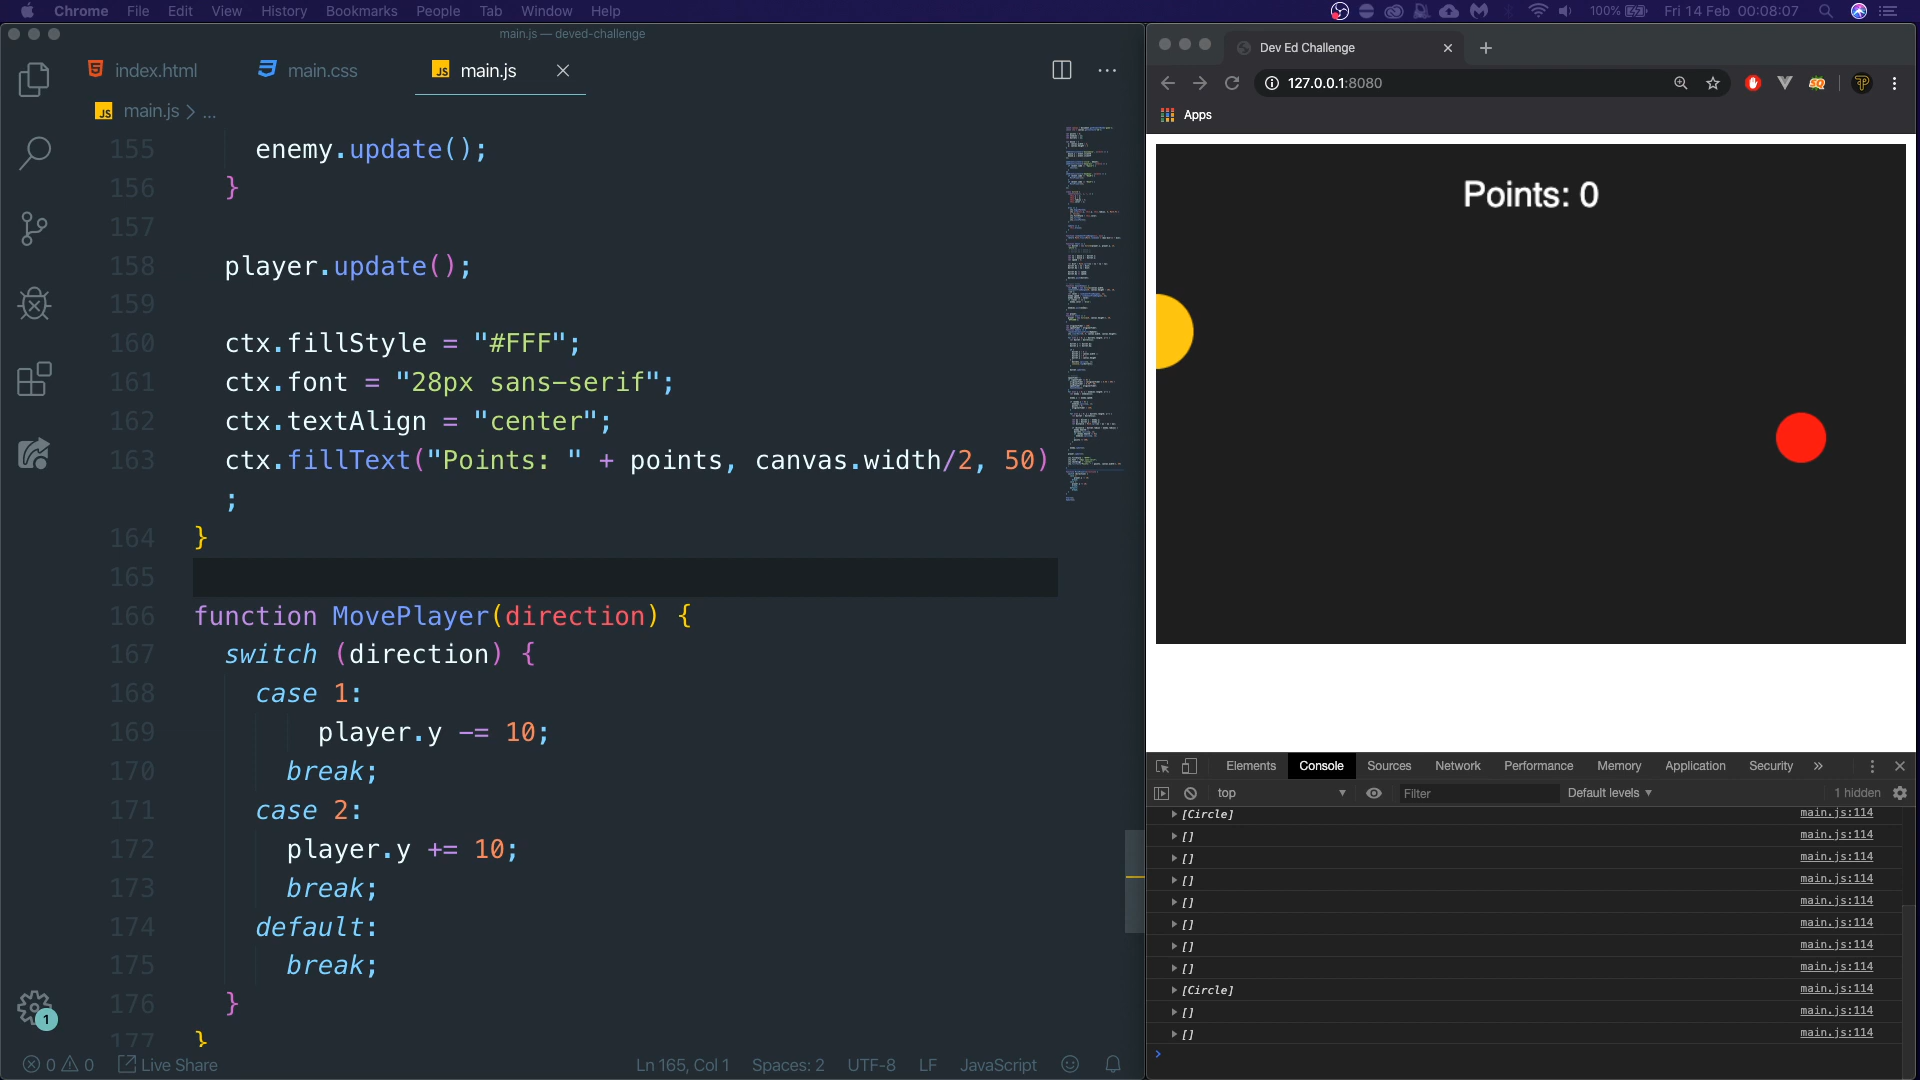 Chrome File Edit View History Bookmarks People Tab Window Help
100% Fri 14 Feb 00:08:07
main.js — deved-challenge
index.html main.css main.js
main.js > ...
155 enemy.update();
156 }
157
158 player.update();
159
160 ctx.fillStyle = "#FFF";
161 ctx.font = "28px sans-serif";
162 ctx.textAlign = "center";
163 ctx.fillText("Points: " + points, canvas.width/2, 50)
;
164 }
165
166 function MovePlayer(direction) {
167 switch (direction) {
168 case 1:
169 player.y -= 10;
170 break;
171 case 2:
172 player.y += 10;
173 break;
174 default:
175 break;
176 }
177 }
1
0 0 Live Share Ln 165, Col 1 Spaces: 2 UTF-8 LF JavaScript
Dev Ed Challenge
127.0.0.1:8080
Apps
Points: 0
Elements Console Sources Network Performance Memory Application Security »
top Filter Default levels 1 hidden
[Circle] main.js:114
[] main.js:114
[] main.js:114
[] main.js:114
[] main.js:114
[] main.js:114
[] main.js:114
[] main.js:114
[Circle] main.js:114
[] main.js:114
[] main.js:114